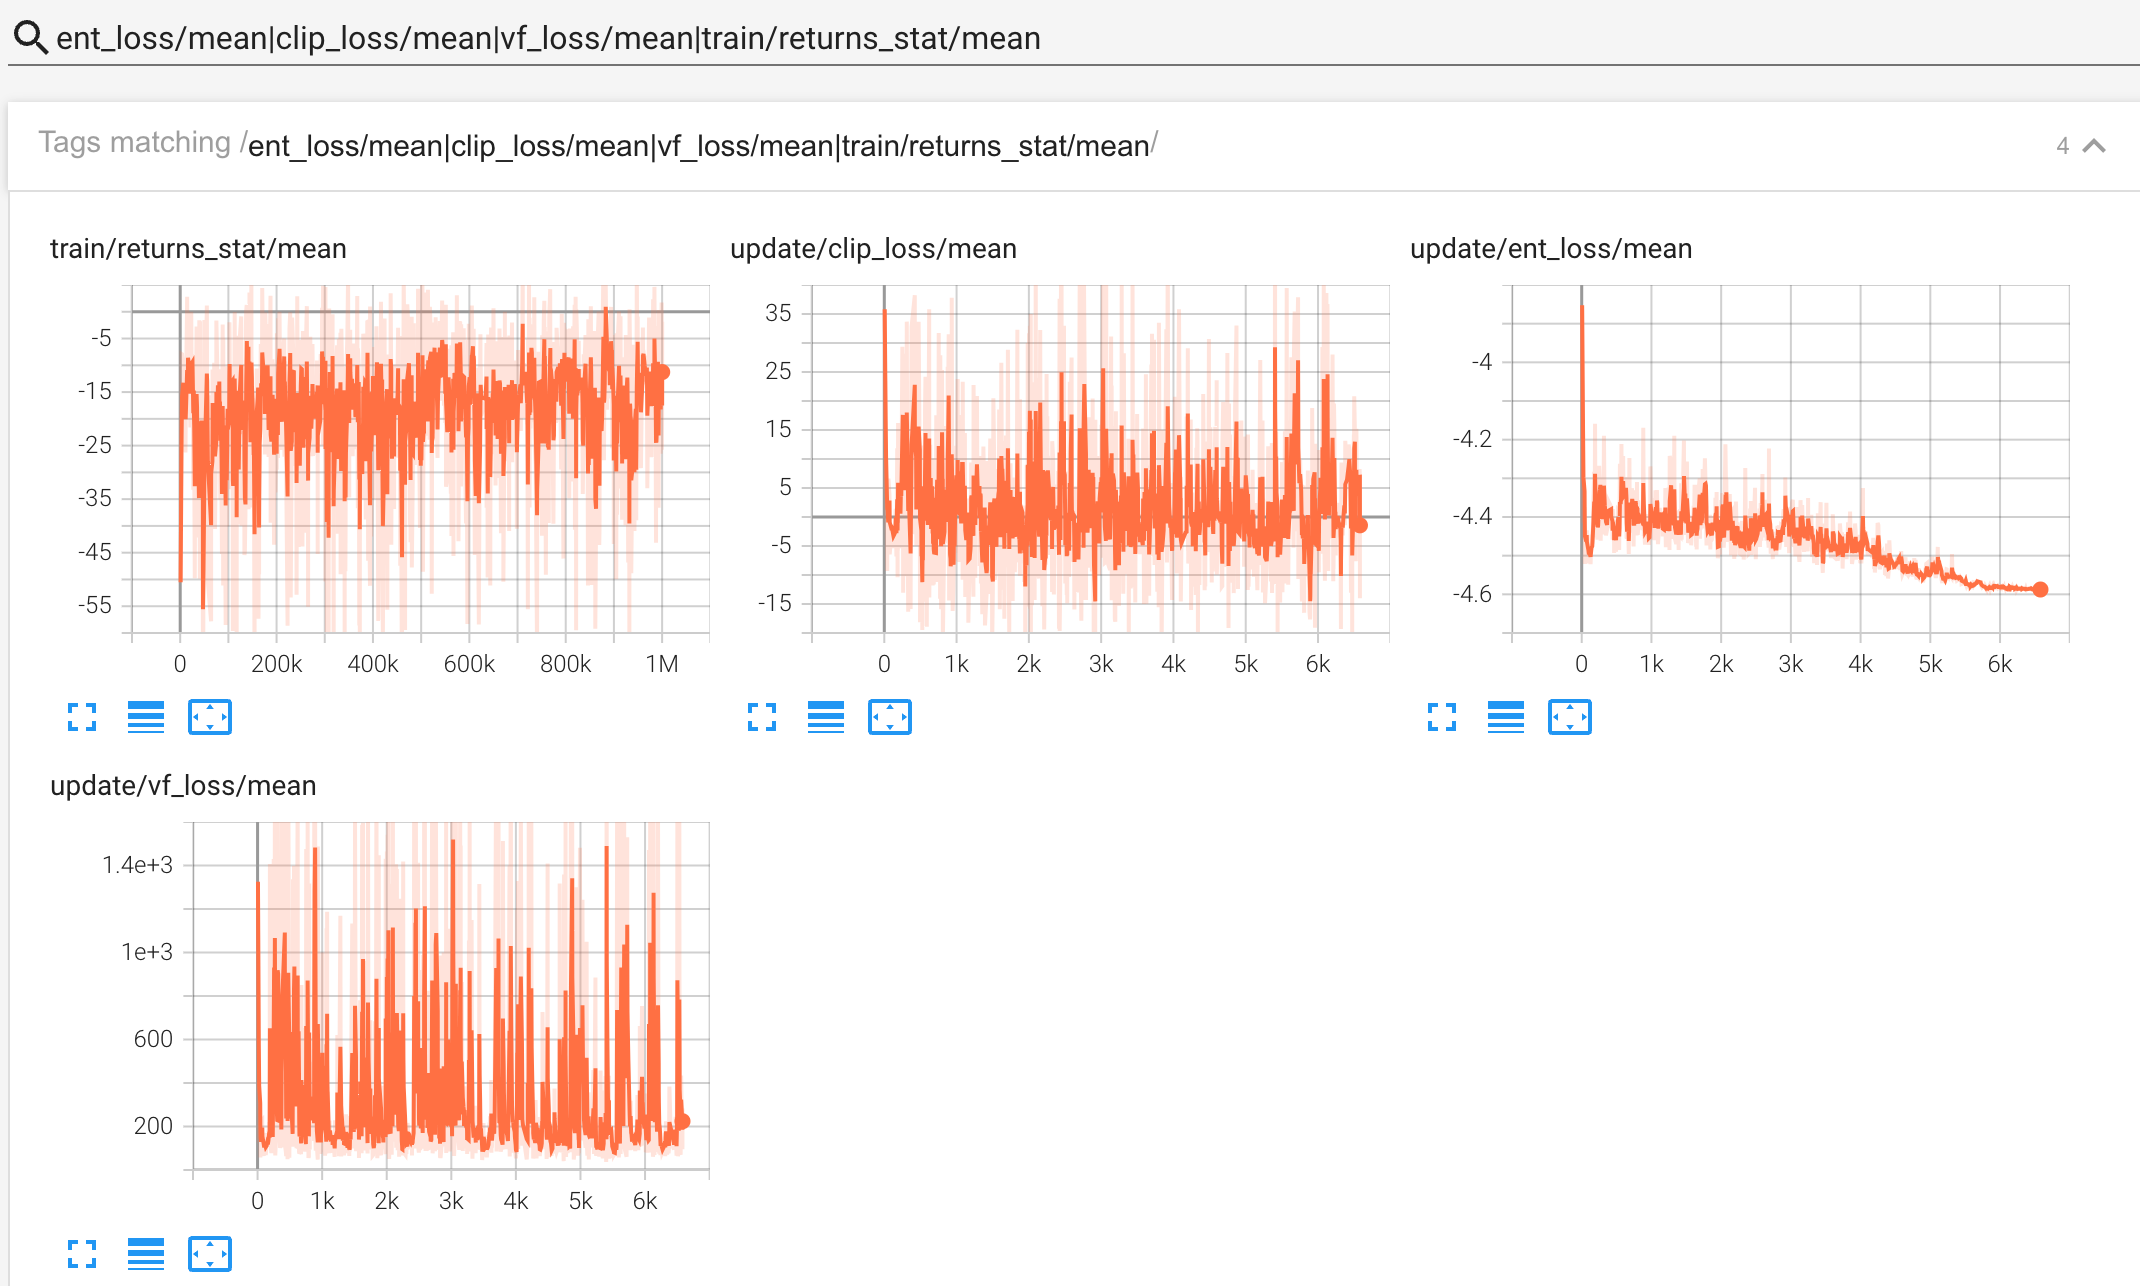 ent_loss/mean|clip_loss/mean|vf_loss/mean|train/returns_stat/mean
Tags matching /ent_loss/mean|clip_loss/mean|vf_loss/mean|train/returns_stat/mean/ 4
train/returns_stat/mean
-5
-15
-25
-35
-45
-55
0 200k 400k 600k 800k 1M
update/clip_loss/mean
35
25
15
5
-5
-15
0 1k 2k 3k 4k 5k 6k
update/ent_loss/mean
-4
-4.2
-4.4
-4.6
0 1k 2k 3k 4k 5k 6k
update/vf_loss/mean
1.4e+3
1e+3
600
200
0 1k 2k 3k 4k 5k 6k